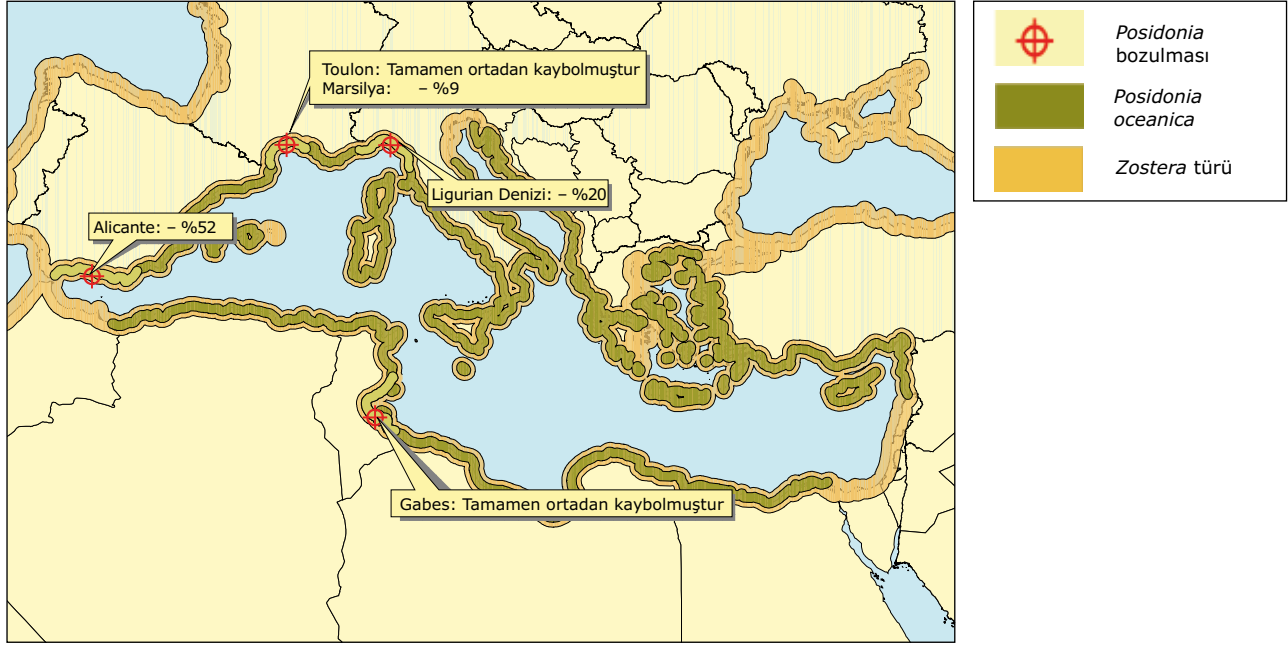 Toulon: Tamamen ortadan kaybolmuştur
Marsilya: – %9
Ligurian Denizi: – %20
Alicante: – %52
Gabes: Tamamen ortadan kaybolmuştur
Posidonia
bozulması
Posidonia
oceanica
Zostera türü